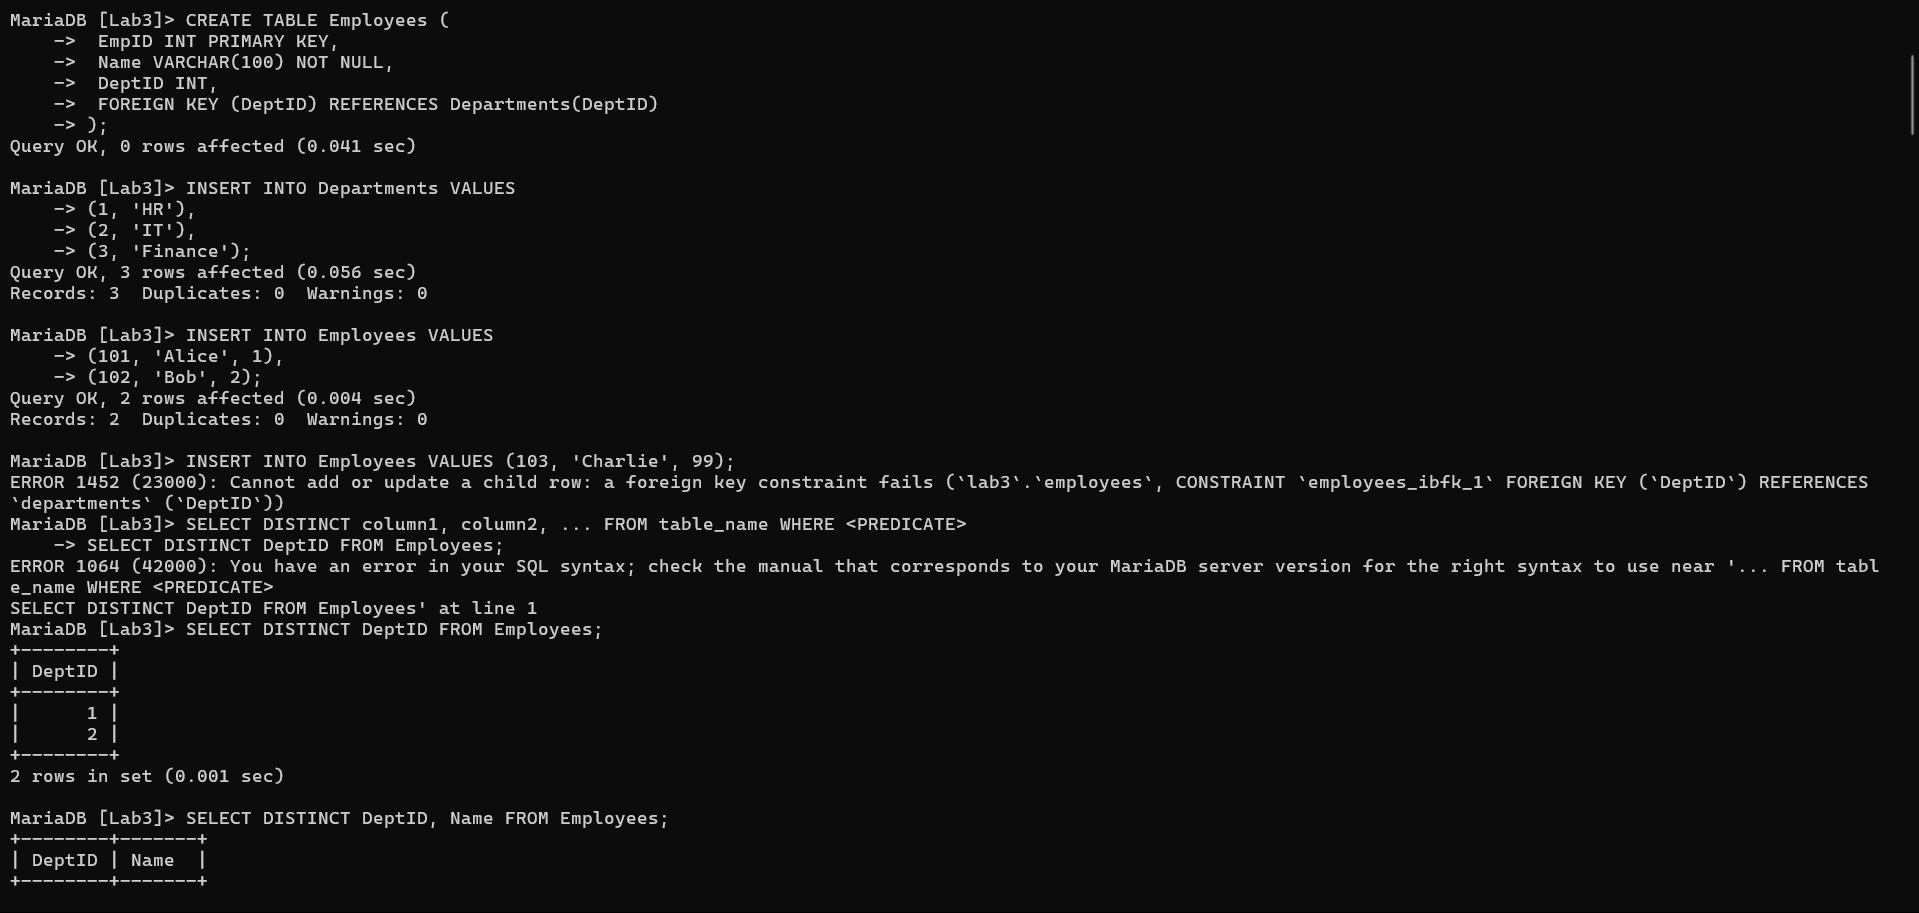 MariaDB [Lab3]> CREATE TABLE Employees (
    ->  EmpID INT PRIMARY KEY,
    ->  Name VARCHAR(100) NOT NULL,
    ->  DeptID INT,
    ->  FOREIGN KEY (DeptID) REFERENCES Departments(DeptID)
    -> );
Query OK, 0 rows affected (0.041 sec)

MariaDB [Lab3]> INSERT INTO Departments VALUES
    -> (1, 'HR'),
    -> (2, 'IT'),
    -> (3, 'Finance');
Query OK, 3 rows affected (0.056 sec)
Records: 3  Duplicates: 0  Warnings: 0

MariaDB [Lab3]> INSERT INTO Employees VALUES
    -> (101, 'Alice', 1),
    -> (102, 'Bob', 2);
Query OK, 2 rows affected (0.004 sec)
Records: 2  Duplicates: 0  Warnings: 0

MariaDB [Lab3]> INSERT INTO Employees VALUES (103, 'Charlie', 99);
ERROR 1452 (23000): Cannot add or update a child row: a foreign key constraint fails (`lab3`.`employees`, CONSTRAINT `employees_ibfk_1` FOREIGN KEY (`DeptID`) REFERENCES
`departments` (`DeptID`))
MariaDB [Lab3]> SELECT DISTINCT column1, column2, ... FROM table_name WHERE <PREDICATE>
    -> SELECT DISTINCT DeptID FROM Employees;
ERROR 1064 (42000): You have an error in your SQL syntax; check the manual that corresponds to your MariaDB server version for the right syntax to use near '... FROM tabl
e_name WHERE <PREDICATE>
SELECT DISTINCT DeptID FROM Employees' at line 1
MariaDB [Lab3]> SELECT DISTINCT DeptID FROM Employees;
+--------+
| DeptID |
+--------+
|      1 |
|      2 |
+--------+
2 rows in set (0.001 sec)

MariaDB [Lab3]> SELECT DISTINCT DeptID, Name FROM Employees;
+--------+-------+
| DeptID | Name  |
+--------+-------+